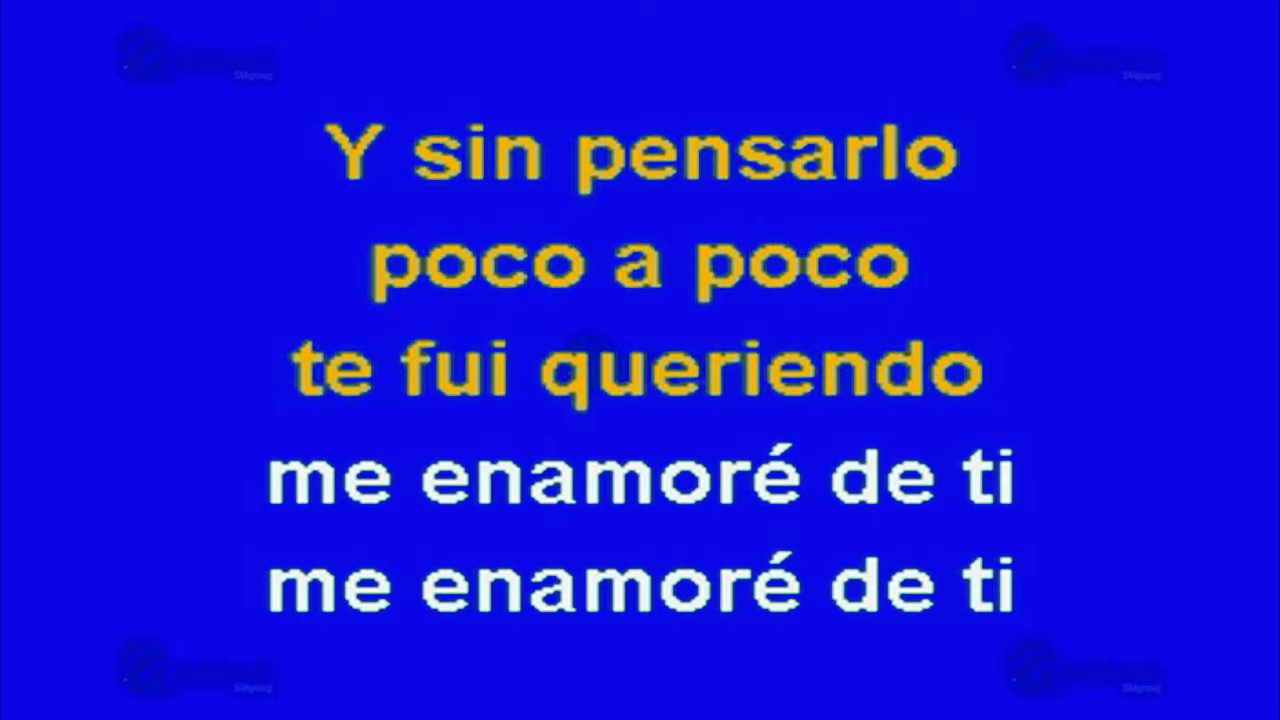 Y sin pensarlo
poco a poco
te fui queriendo
me enamoré de ti
me enamoré de ti